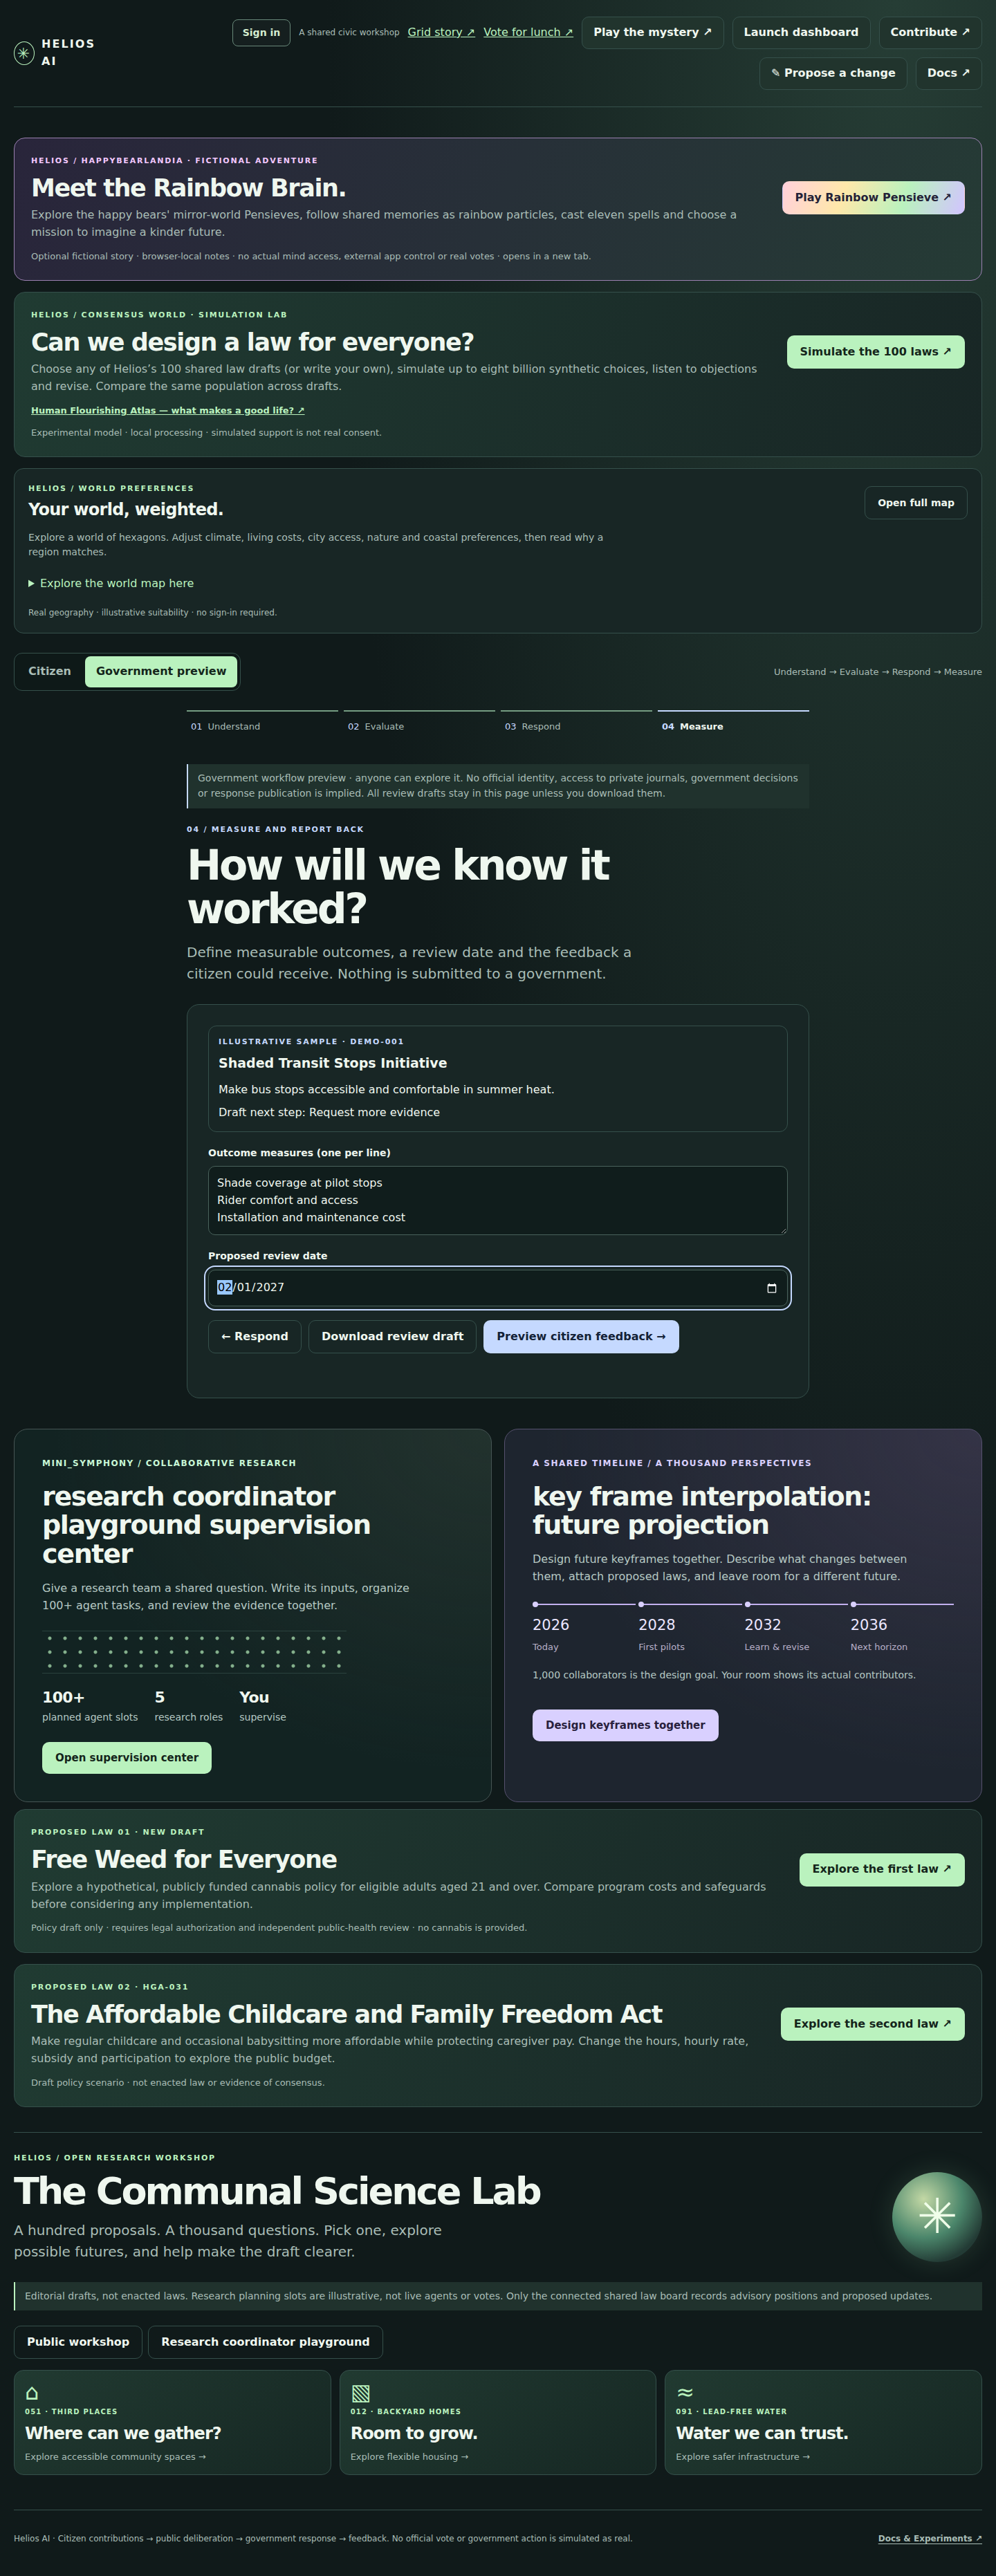 HELIOS
AI
Sign in
A shared civic workshop
Grid story ↗
Vote for lunch ↗
Play the mystery ↗
Launch dashboard
Contribute ↗
✎ Propose a change
Docs ↗
HELIOS / HAPPYBEARLANDIA · FICTIONAL ADVENTURE
Meet the Rainbow Brain.
Explore the happy bears' mirror-world Pensieves, follow shared memories as rainbow particles, cast eleven spells and choose a
mission to imagine a kinder future.
Optional fictional story · browser-local notes · no actual mind access, external app control or real votes · opens in a new tab.
Play Rainbow Pensieve ↗
HELIOS / CONSENSUS WORLD · SIMULATION LAB
Can we design a law for everyone?
Choose any of Helios’s 100 shared law drafts (or write your own), simulate up to eight billion synthetic choices, listen to objections
and revise. Compare the same population across drafts.
Human Flourishing Atlas — what makes a good life? ↗
Experimental model · local processing · simulated support is not real consent.
Simulate the 100 laws ↗
HELIOS / WORLD PREFERENCES
Your world, weighted.
Explore a world of hexagons. Adjust climate, living costs, city access, nature and coastal preferences, then read why a
region matches.
▶ Explore the world map here
Real geography · illustrative suitability · no sign-in required.
Open full map
Citizen
Government preview
Understand → Evaluate → Respond → Measure
01 Understand
02 Evaluate
03 Respond
04 Measure
Government workflow preview · anyone can explore it. No official identity, access to private journals, government decisions
or response publication is implied. All review drafts stay in this page unless you download them.
04 / MEASURE AND REPORT BACK
How will we know it
worked?
Define measurable outcomes, a review date and the feedback a
citizen could receive. Nothing is submitted to a government.
ILLUSTRATIVE SAMPLE · DEMO-001
Shaded Transit Stops Initiative
Make bus stops accessible and comfortable in summer heat.
Draft next step: Request more evidence
Outcome measures (one per line)
Shade coverage at pilot stops
Rider comfort and access
Installation and maintenance cost
Proposed review date
02/01/2027
← Respond
Download review draft
Preview citizen feedback →
MINI_SYMPHONY / COLLABORATIVE RESEARCH
research coordinator
playground supervision
center
Give a research team a shared question. Write its inputs, organize
100+ agent tasks, and review the evidence together.
100+
planned agent slots
5
research roles
You
supervise
Open supervision center
A SHARED TIMELINE / A THOUSAND PERSPECTIVES
key frame interpolation:
future projection
Design future keyframes together. Describe what changes between
them, attach proposed laws, and leave room for a different future.
2026
Today
2028
First pilots
2032
Learn & revise
2036
Next horizon
1,000 collaborators is the design goal. Your room shows its actual contributors.
Design keyframes together
PROPOSED LAW 01 · NEW DRAFT
Free Weed for Everyone
Explore a hypothetical, publicly funded cannabis policy for eligible adults aged 21 and over. Compare program costs and safeguards
before considering any implementation.
Policy draft only · requires legal authorization and independent public-health review · no cannabis is provided.
Explore the first law ↗
PROPOSED LAW 02 · HGA-031
The Affordable Childcare and Family Freedom Act
Make regular childcare and occasional babysitting more affordable while protecting caregiver pay. Change the hours, hourly rate,
subsidy and participation to explore the public budget.
Draft policy scenario · not enacted law or evidence of consensus.
Explore the second law ↗
HELIOS / OPEN RESEARCH WORKSHOP
The Communal Science Lab
A hundred proposals. A thousand questions. Pick one, explore
possible futures, and help make the draft clearer.
Editorial drafts, not enacted laws. Research planning slots are illustrative, not live agents or votes. Only the connected shared law board records advisory positions and proposed updates.
Public workshop
Research coordinator playground
051 · THIRD PLACES
Where can we gather?
Explore accessible community spaces →
012 · BACKYARD HOMES
Room to grow.
Explore flexible housing →
091 · LEAD-FREE WATER
Water we can trust.
Explore safer infrastructure →
Helios AI · Citizen contributions → public deliberation → government response → feedback. No official vote or government action is simulated as real.
Docs & Experiments ↗